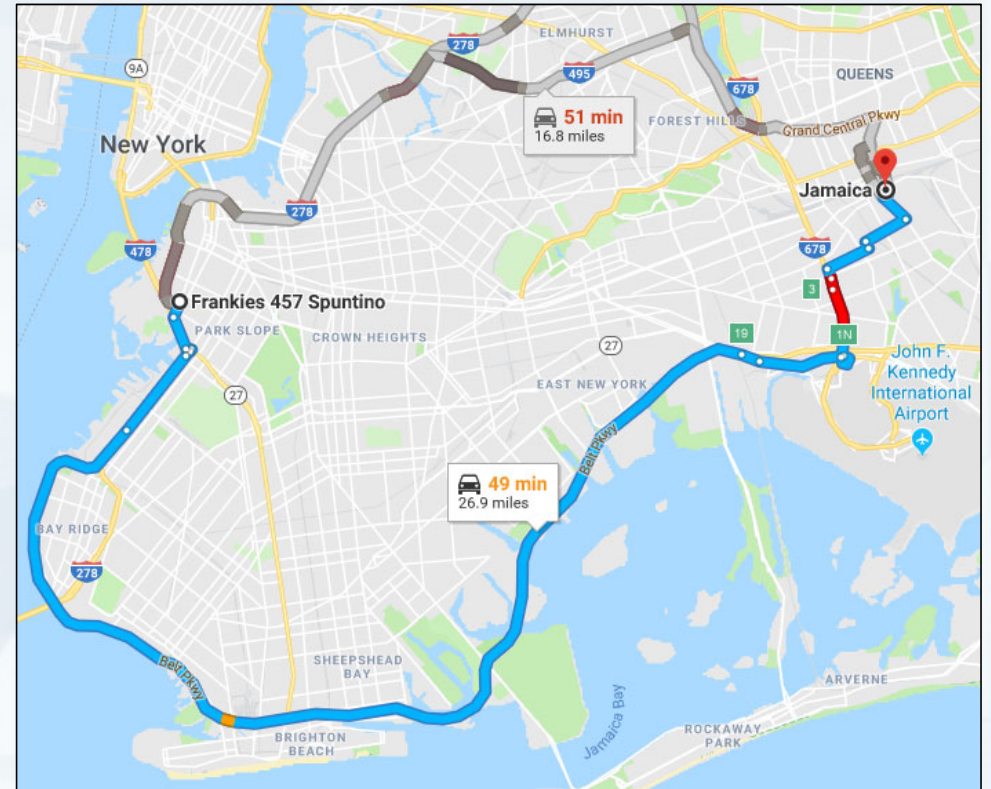 ELMHURST
278
9A
495
QUEENS
678
51 min
16.8 miles
FOREST HILLS
Grand Central Pkwy
New York
Jamaica
278
478
678
3
Frankies 457 Spuntino
PARK SLOPE
CROWN HEIGHTS
19
1N
27
John F.
Kennedy
International
Airport
EAST NEW YORK
27
Belt Pkwy
49 min
26.9 miles
BAY RIDGE
278
SHEEPSHEAD
BAY
Belt Pkwy
ARVERNE
Jamaica Bay
ROCKAWAY
PARK
BRIGHTON
BEACH